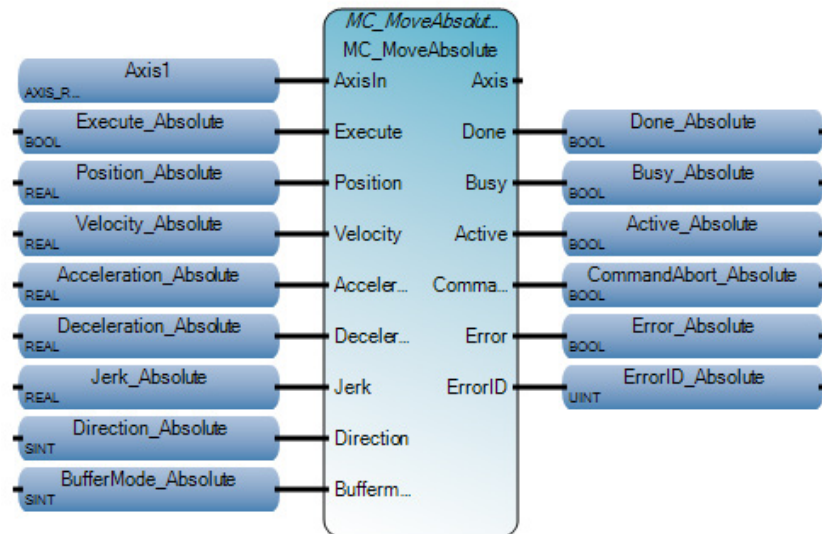 MC_MoveAbsolut...
MC_MoveAbsolute
Axis1
AXIS_R...
AxisIn
Axis
Execute_Absolute
BOOL
Execute
Done
Done_Absolute
BOOL
Position_Absolute
REAL
Position
Busy
Busy_Absolute
BOOL
Velocity_Absolute
REAL
Velocity
Active
Active_Absolute
BOOL
Acceleration_Absolute
REAL
Acceler...
Comma...
CommandAbort_Absolute
BOOL
Deceleration_Absolute
REAL
Deceler...
Error
Error_Absolute
BOOL
Jerk_Absolute
REAL
Jerk
ErrorID
ErrorID_Absolute
UINT
Direction_Absolute
SINT
Direction
BufferMode_Absolute
SINT
Bufferm...